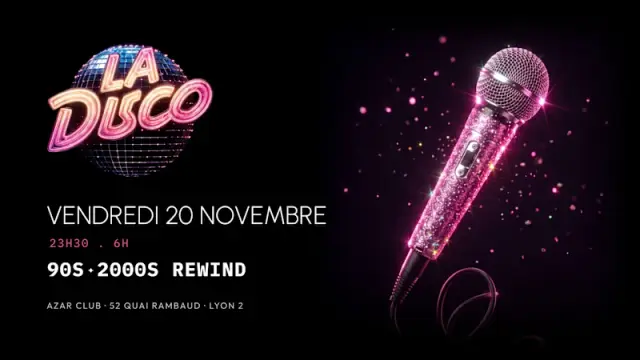 LA
DISCO
VENDREDI 20 NOVEMBRE
23H30 . 6H
90S·2000S REWIND
AZAR CLUB · 52 QUAI RAMBAUD · LYON 2